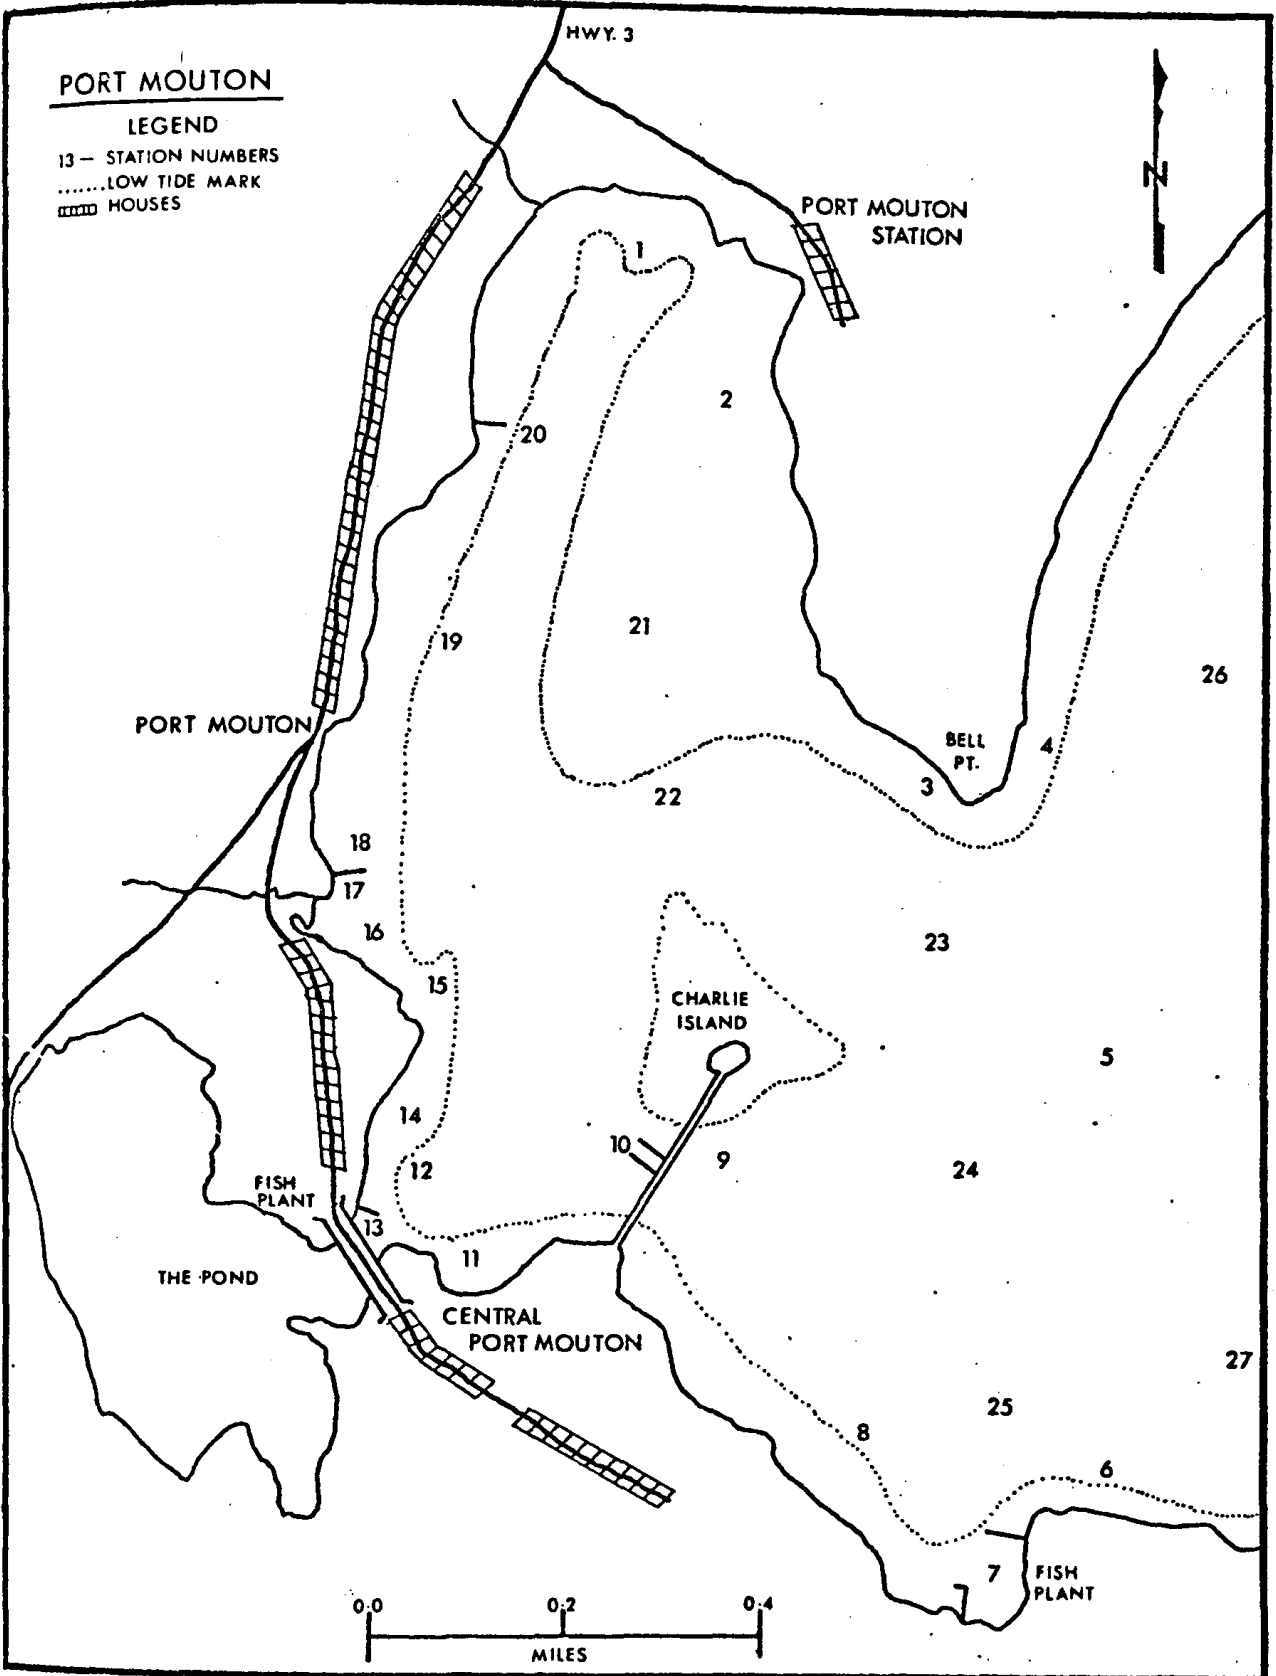 HWY. 3
PORT MOUTON
LEGEND
13 — STATION NUMBERS
.......LOW TIDE MARK
HOUSES
N
PORT MOUTON
STATION
1
2
20
19
21
26
PORT MOUTON
BELL
PT.
4
3
22
18
17
16
23
15
CHARLIE
ISLAND
5
14
10
9
12
24
FISH
PLANT
13
11
THE POND
CENTRAL
PORT MOUTON
27
25
8
6
7
FISH
PLANT
0.0
0.2
0.4
MILES